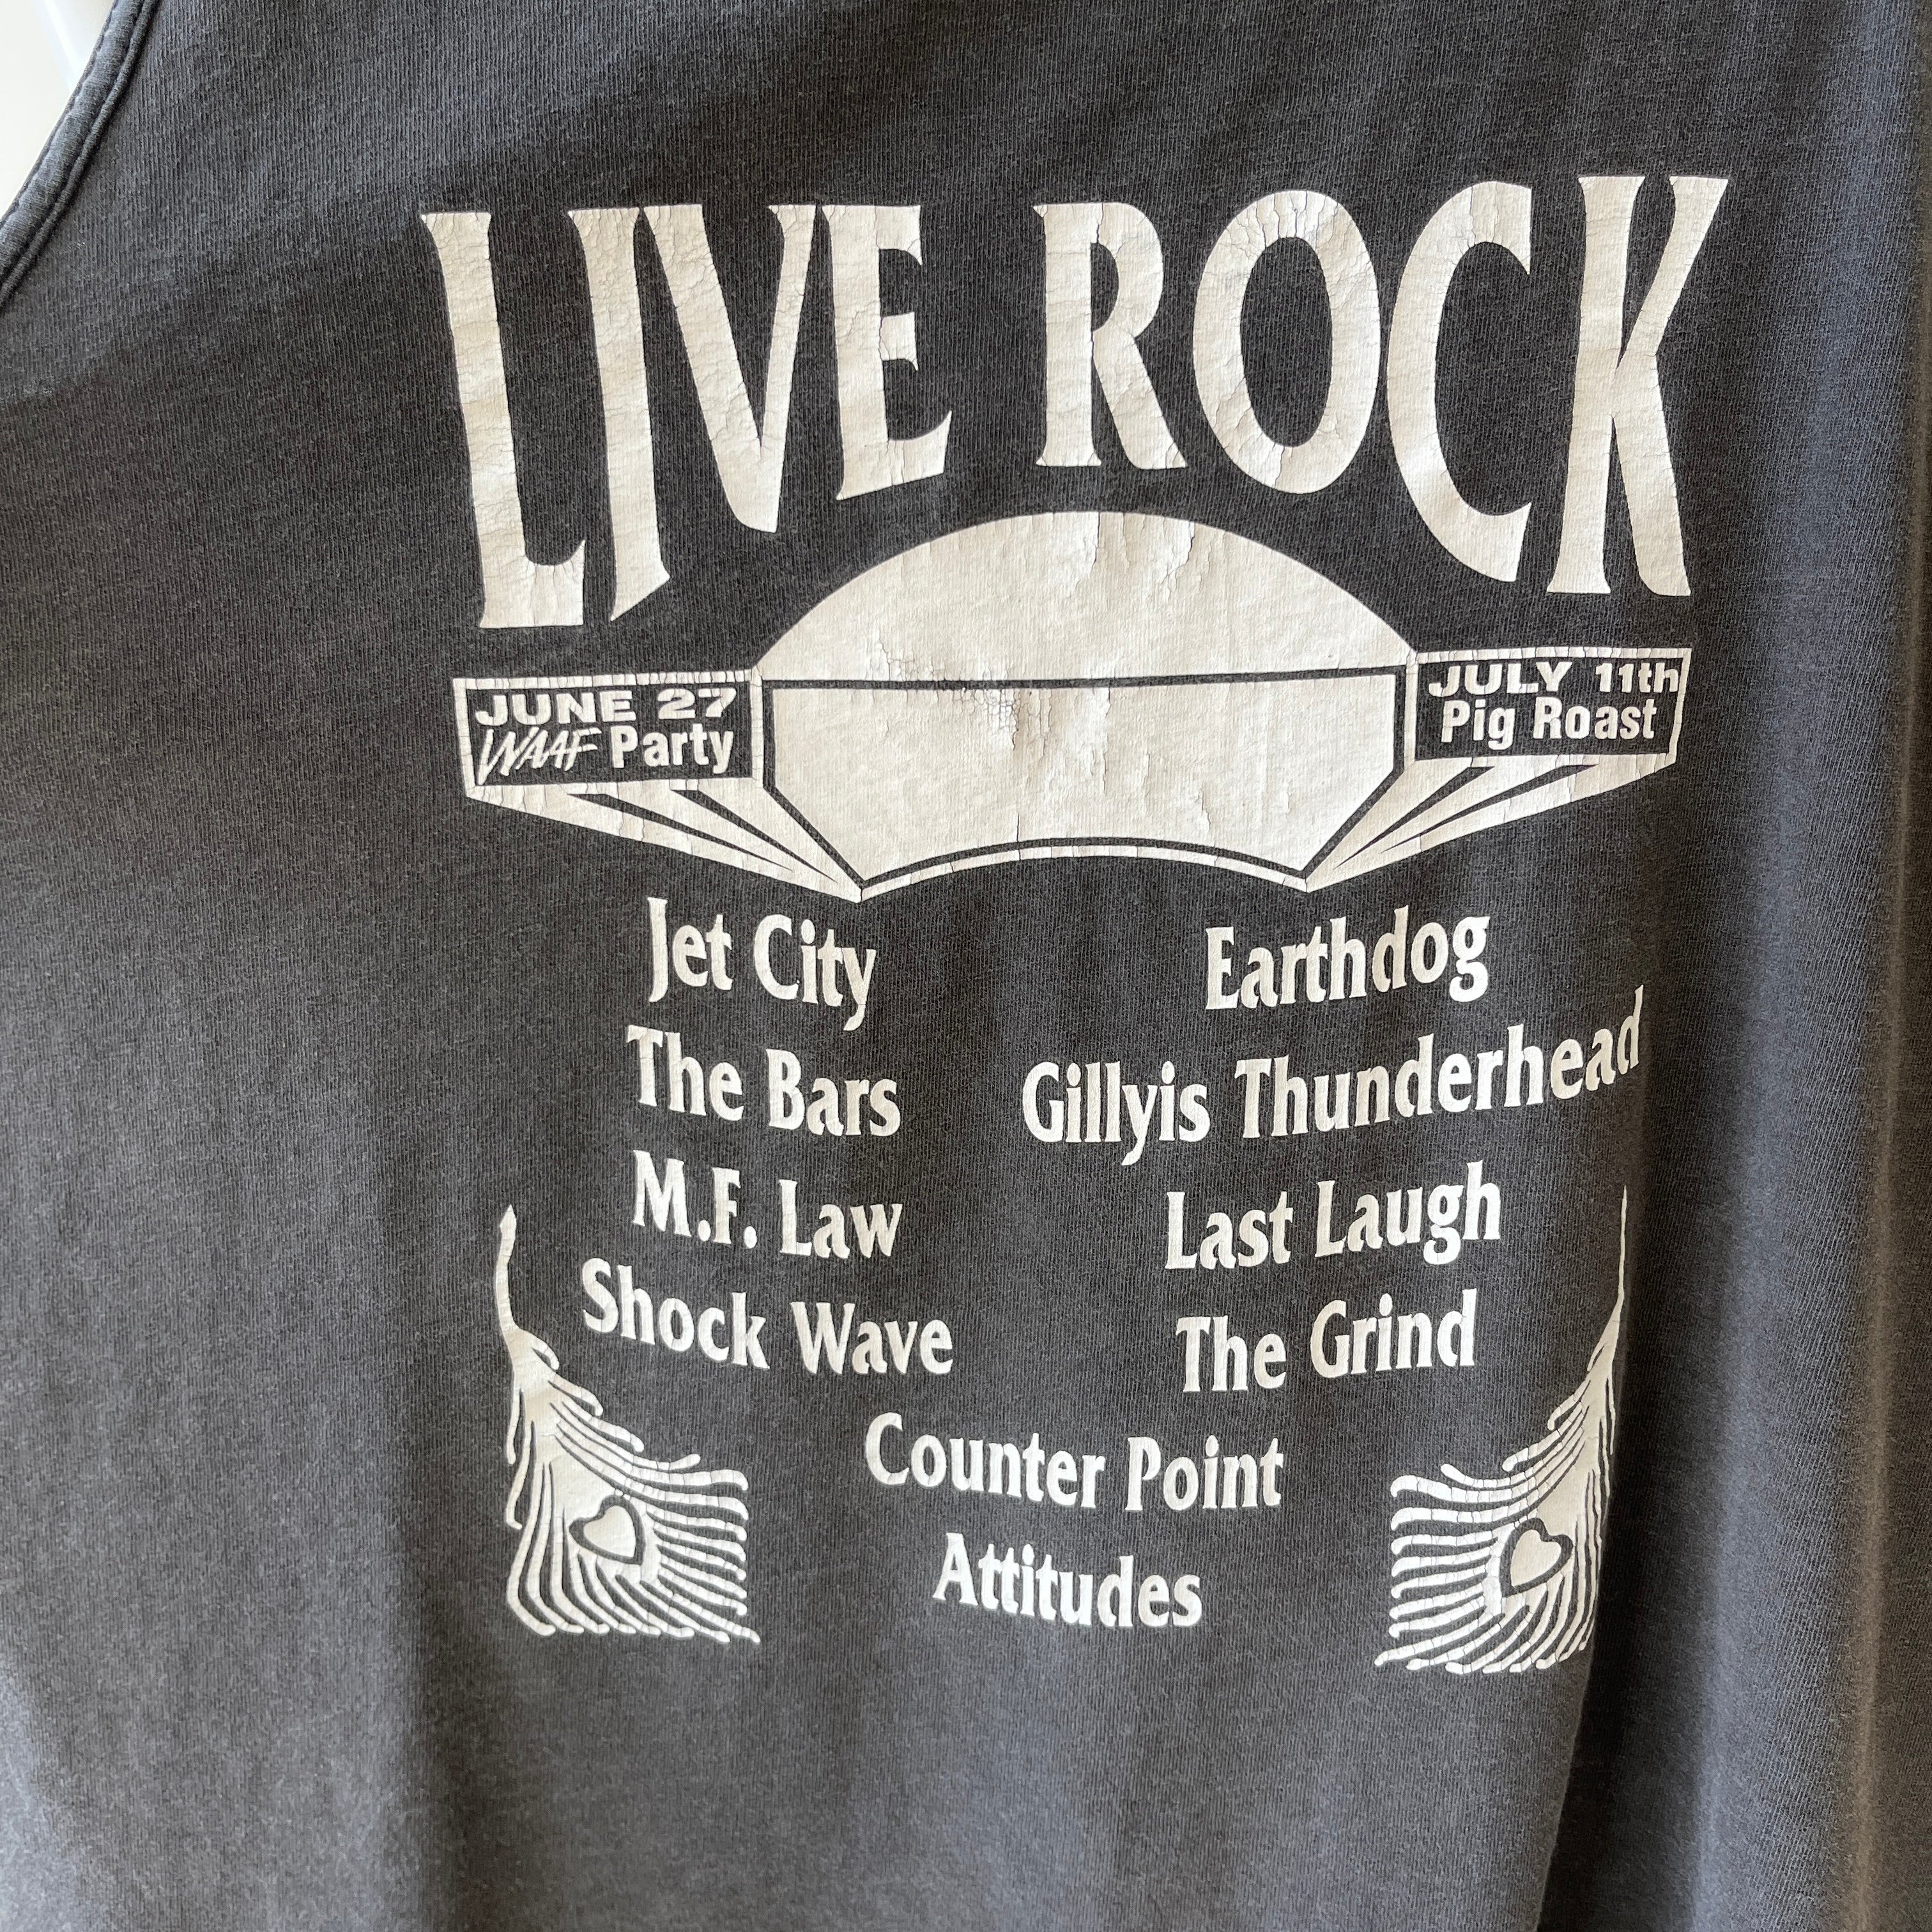 LIVE ROCK
JUNE 27
WAAF Party
JULY 11th
Pig Roast
Jet City
The Bars
M.F. Law
Shock Wave
Earthdog
Gillyis Thunderhead
Last Laugh
The Grind
Counter Point
Attitudes